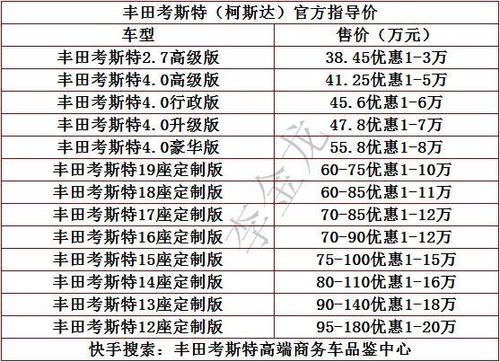 丰田考斯特（柯斯达）官方指导价
车型 售价（万元）
丰田考斯特2.7高级版 38.45优惠1-3万
丰田考斯特4.0高级版 41.25优惠1-5万
丰田考斯特4.0行政版 45.6优惠1-6万
丰田考斯特4.0升级版 47.8优惠1-7万
丰田考斯特4.0豪华版 55.8优惠1-8万
丰田考斯特19座定制版 60-75优惠1-10万
丰田考斯特18座定制版 60-85优惠1-11万
丰田考斯特17座定制版 70-85优惠1-12万
丰田考斯特16座定制版 70-90优惠1-12万
丰田考斯特15座定制版 75-100优惠1-15万
丰田考斯特14座定制版 80-110优惠1-16万
丰田考斯特13座定制版 90-140优惠1-18万
丰田考斯特12座定制版 95-180优惠1-20万
快手搜索：丰田考斯特高端商务车品鉴中心
李金龙